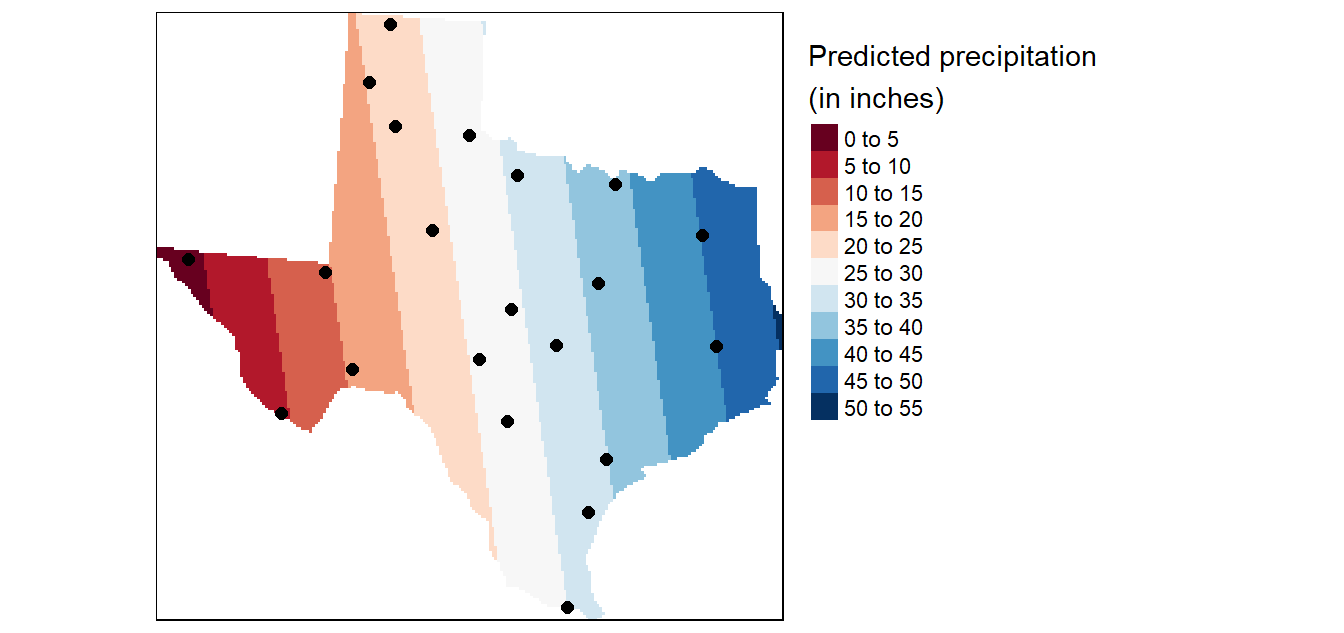 Predicted precipitation
(in inches)
0 to 5
5 to 10
10 to 15
15 to 20
20 to 25
25 to 30
30 to 35
35 to 40
40 to 45
45 to 50
50 to 55